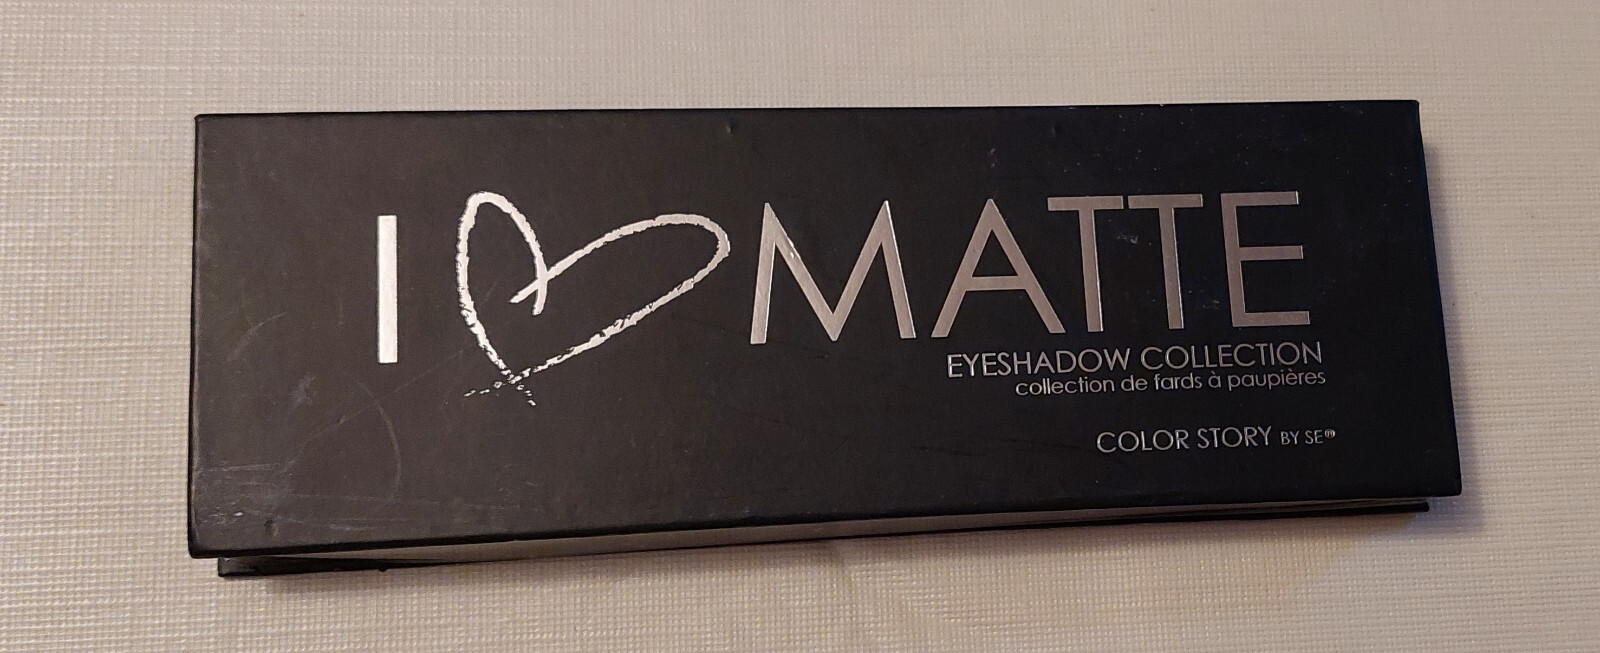 I MATTE
EYESHADOW COLLECTION
collection de fards à paupières
COLOR STORY BY SE®